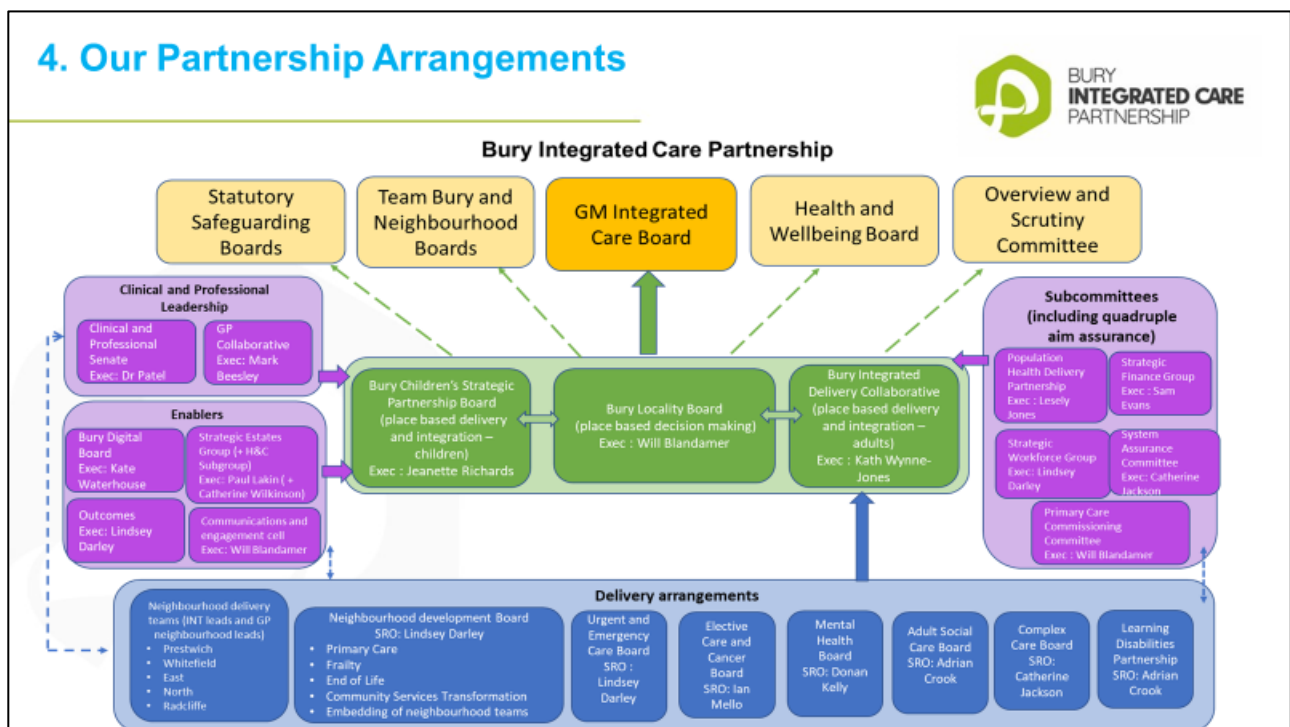 4. Our Partnership Arrangements
BURY
INTEGRATED CARE
PARTNERSHIP
Bury Integrated Care Partnership
Statutory
Safeguarding
Boards
Team Bury and
Neighbourhood
Boards
GM Integrated
Care Board
Health and
Wellbeing Board
Overview and
Scrutiny
Committee
Clinical and Professional
Leadership
Clinical and
Professional
Senate
Exec: Dr Patel
GP
Collaborative
Exec: Mark
Beesley
Enablers
Bury Digital
Board
Exec: Kate
Waterhouse
Strategic Estates
Group (+ H&C
Subgroup)
Exec: Paul Lakin ( +
Catherine Wilkinson)
Outcomes
Exec: Lindsey
Darley
Communications and
engagement cell
Exec: Will Blandamer
Bury Children's Strategic
Partnership Board
(place based delivery
and integration –
children)
Exec : Jeanette Richards
Bury Locality Board
(place based decision making)
Exec : Will Blandamer
Bury Integrated
Delivery Collaborative
(place based delivery
and integration –
adults)
Exec : Kath Wynne-
Jones
Subcommittees
(including quadruple
aim assurance)
Population
Health Delivery
Partnership
Exec : Lesely
Jones
Strategic
Finance Group
Exec : Sam
Evans
Strategic
Workforce Group
Exec: Lindsey
Darley
System
Assurance
Committee
Exec: Catherine
Jackson
Primary Care
Commissioning
Committee
Exec : Will Blandamer
Delivery arrangements
Neighbourhood delivery
teams (INT leads and GP
neighbourhood leads)
• Prestwich
• Whitefield
• East
• North
• Radcliffe
Neighbourhood development Board
SRO: Lindsey Darley
• Primary Care
• Frailty
• End of Life
• Community Services Transformation
• Embedding of neighbourhood teams
Urgent and
Emergency
Care Board
SRO :
Lindsey
Darley
Elective
Care and
Cancer
Board
SRO: Ian
Mello
Mental
Health
Board
SRO: Donan
Kelly
Adult Social
Care Board
SRO: Adrian
Crook
Complex
Care Board
SRO:
Catherine
Jackson
Learning
Disabilities
Partnership
SRO: Adrian
Crook